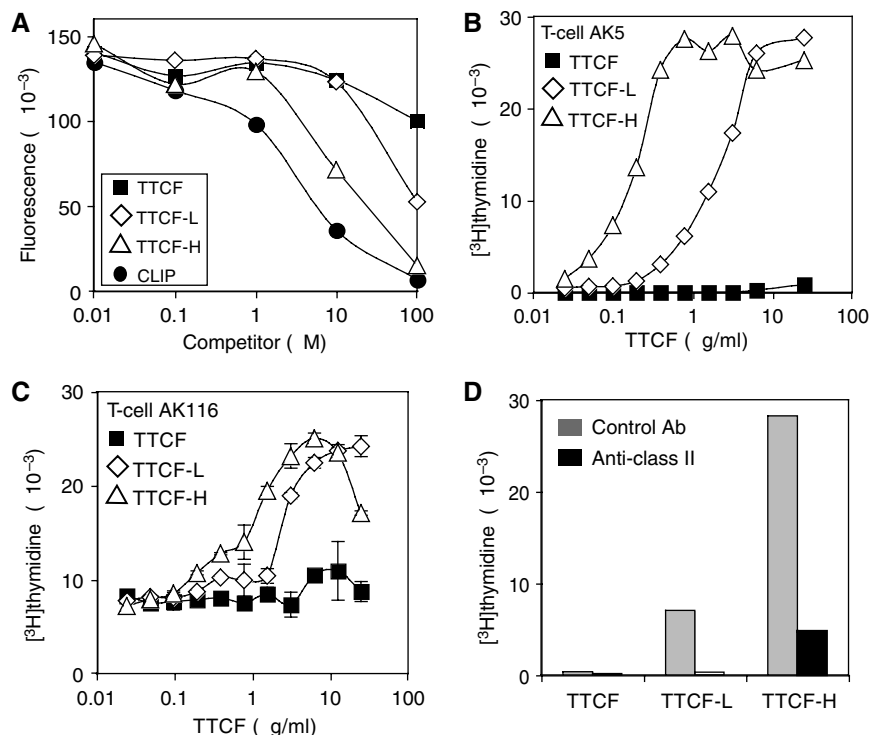 A
150
100
50
0
Fluorescence ( 10⁻³)
TTCF
TTCF-L
TTCF-H
CLIP
0.01 0.1 1 10 100
Competitor ( M)
B
T-cell AK5
TTCF
TTCF-L
TTCF-H
30
20
10
0
[³H]thymidine ( 10⁻³)
0.01 0.1 1 10 100
TTCF ( g/ml)
C
T-cell AK116
TTCF
TTCF-L
TTCF-H
30
20
10
0
[³H]thymidine ( 10⁻³)
0.01 0.1 1 10 100
TTCF ( g/ml)
D
Control Ab
Anti-class II
30
20
10
0
[³H]thymidine ( 10⁻³)
TTCF TTCF-L TTCF-H